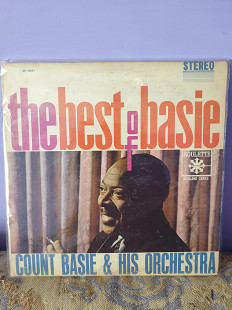 STEREO
the best of basie
ROULETTE
COUNT BASIE & HIS ORCHESTRA